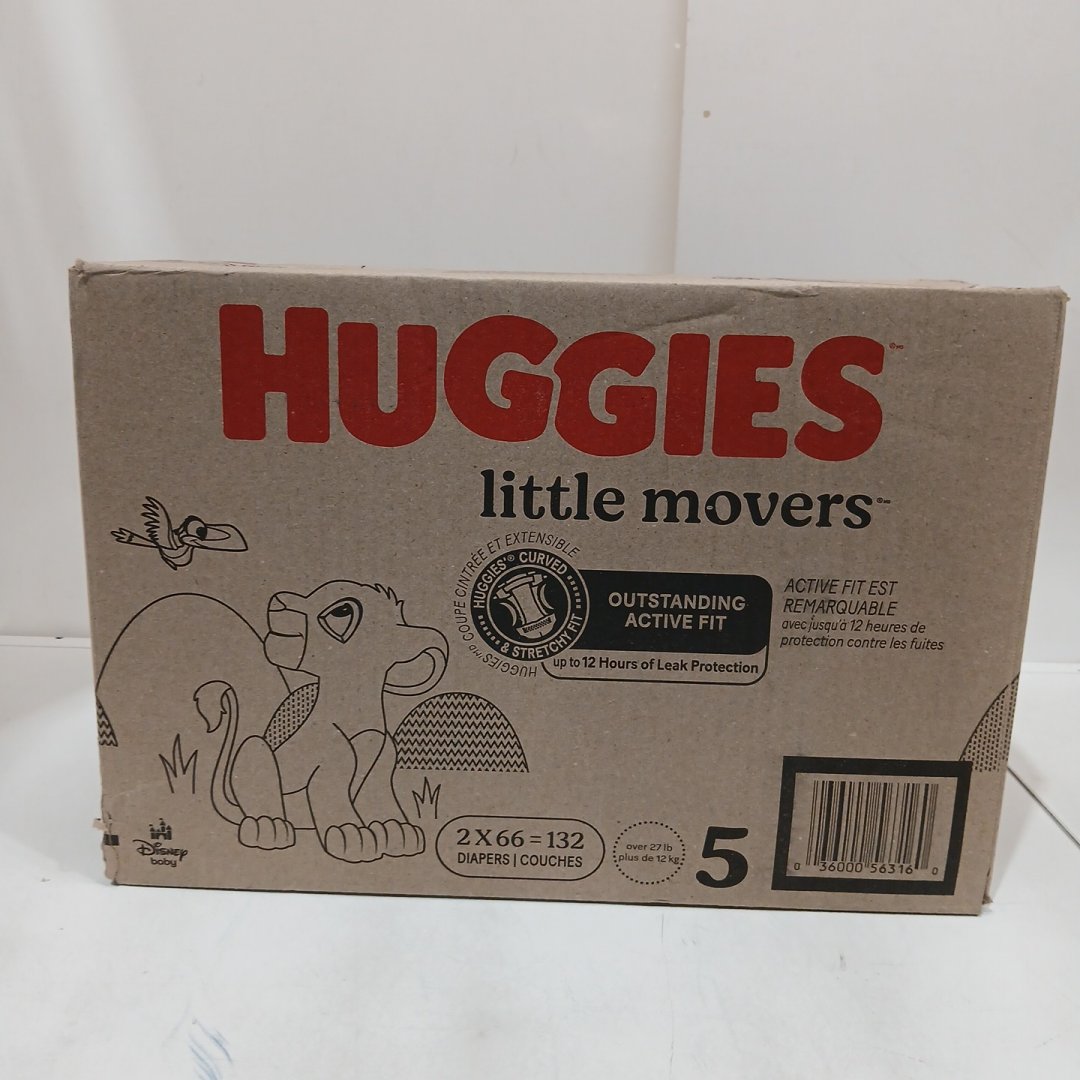 HUGGIES
little movers
HUGGIES/MD COUPE CINTRÉE ET EXTENSIBLE
HUGGIES® CURVED
& STRETCHY FIT
OUTSTANDING
ACTIVE FIT
up to 12 Hours of Leak Protection
ACTIVE FIT EST
REMARQUABLE
avec jusqu'à 12 heures de
protection contre les fuites
Disney
baby
2 X 66 = 132
DIAPERS | COUCHES
over 27 lb
plus de 12 kg
5
0 36000 56316 0